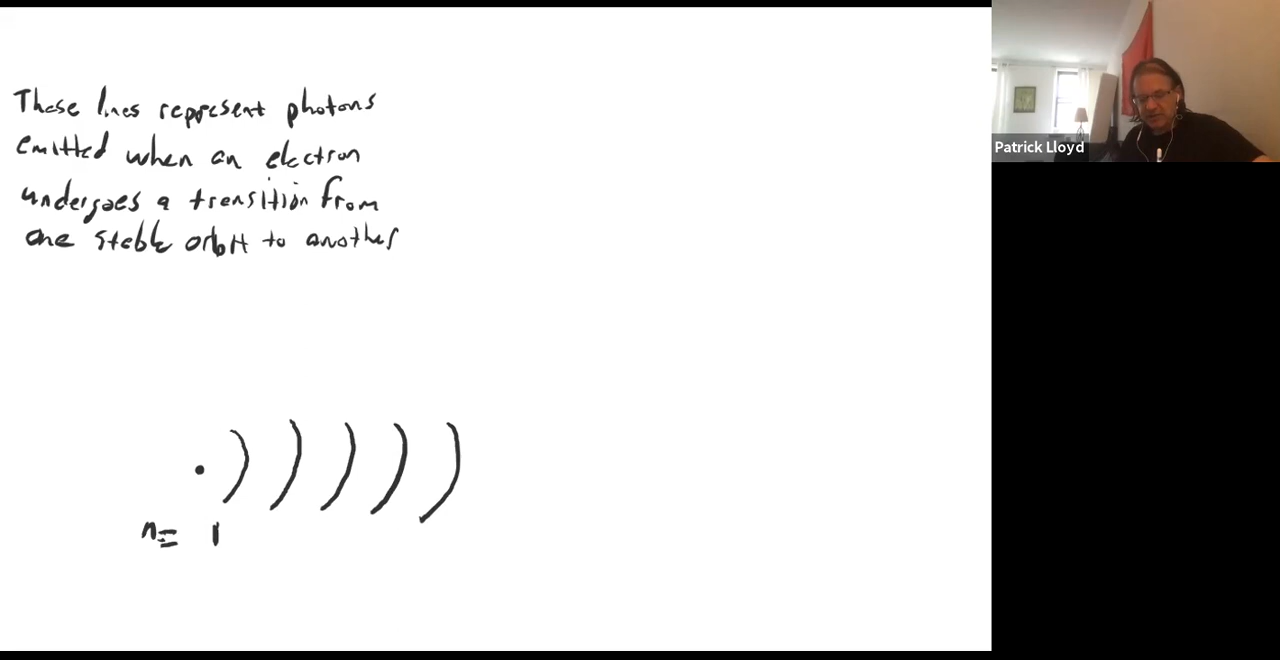 These lines represent photons
emitted when an electron
undergoes a transition from
one stable orbit to another
n= 1
Patrick Lloyd